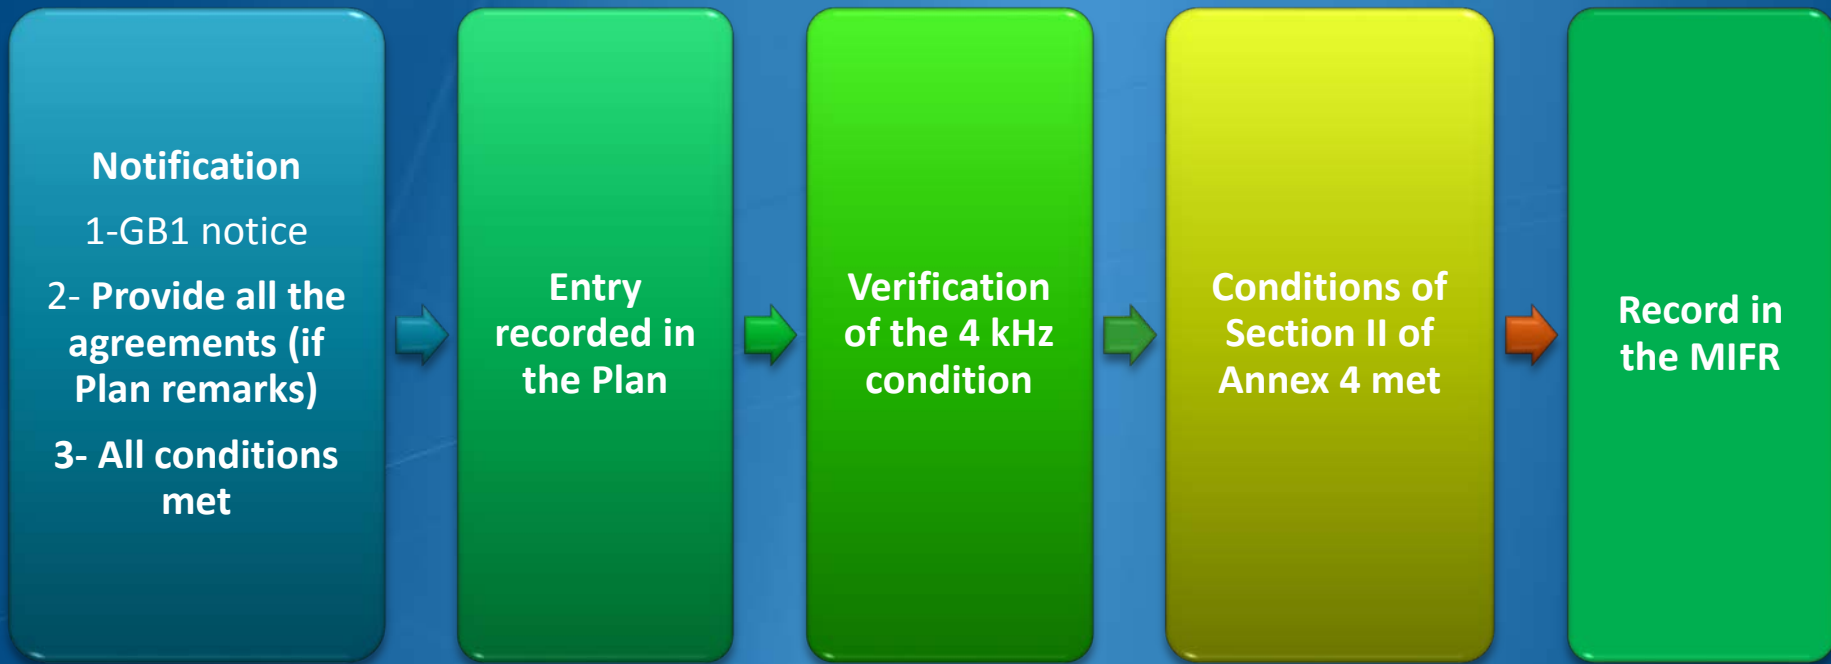 Notification
1-GB1 notice
2- Provide all the
agreements (if
Plan remarks)
3- All conditions
met
Entry
recorded in
the Plan
Verification
of the 4 kHz
condition
Conditions of
Section II of
Annex 4 met
Record in
the MIFR